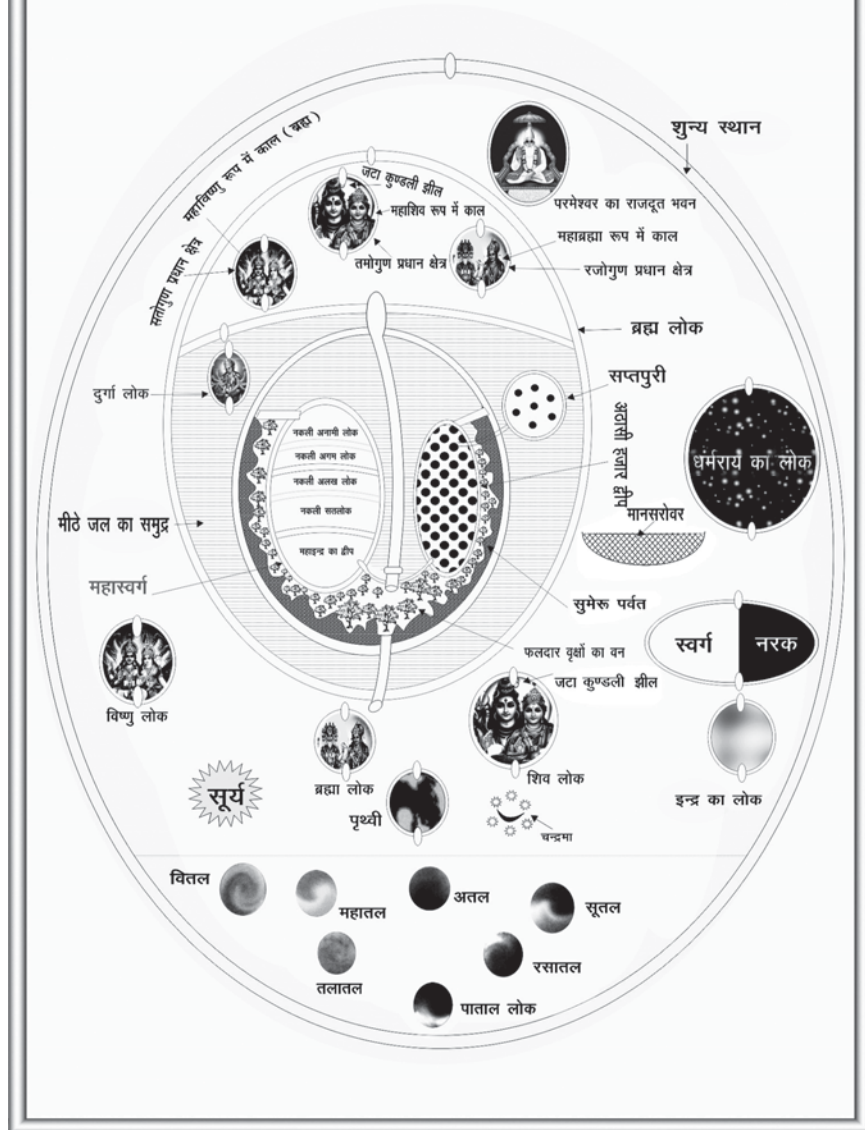 शुन्य स्थान
महाविष्णु रूप में काल (ब्रह्म)
जटा कुण्डली झील
महाशिव रूप में काल
परमेश्वर का राजदूत भवन
महाब्रह्मा रूप में काल
तमोगुण प्रधान क्षेत्र
रजोगुण प्रधान क्षेत्र
सतोगुण प्रधान क्षेत्र
ब्रह्म लोक
सप्तपुरी
दुर्गा लोक
अठासी हजार द्वीप
नकली अनामी लोक
नकली अगम लोक
नकली अलख लोक
नकली सतलोक
महाइन्द्र का द्वीप
धर्मराय का लोक
मानसरोवर
मीठे जल का समुद्र
महास्वर्ग
सुमेरू पर्वत
फलदार वृक्षों का वन
स्वर्ग
नरक
जटा कुण्डली झील
विष्णु लोक
शिव लोक
ब्रह्मा लोक
इन्द्र का लोक
सूर्य
पृथ्वी
चन्द्रमा
वितल
महातल
अतल
सूतल
तलातल
रसातल
पाताल लोक